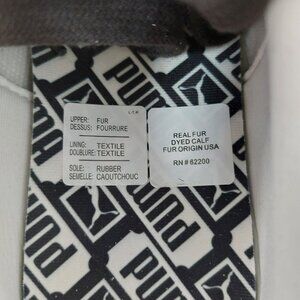 UPPER: FUR
DESSUS: FOURRURE
LINING: TEXTILE
DOUBLURE: TEXTILE
SOLE: RUBBER
SEMELLE: CAOUTCHOUC
REAL FUR
DYED CALF
FUR ORIGIN USA
RN # 62200
PUMA
PUMA
PUMA
PUMA